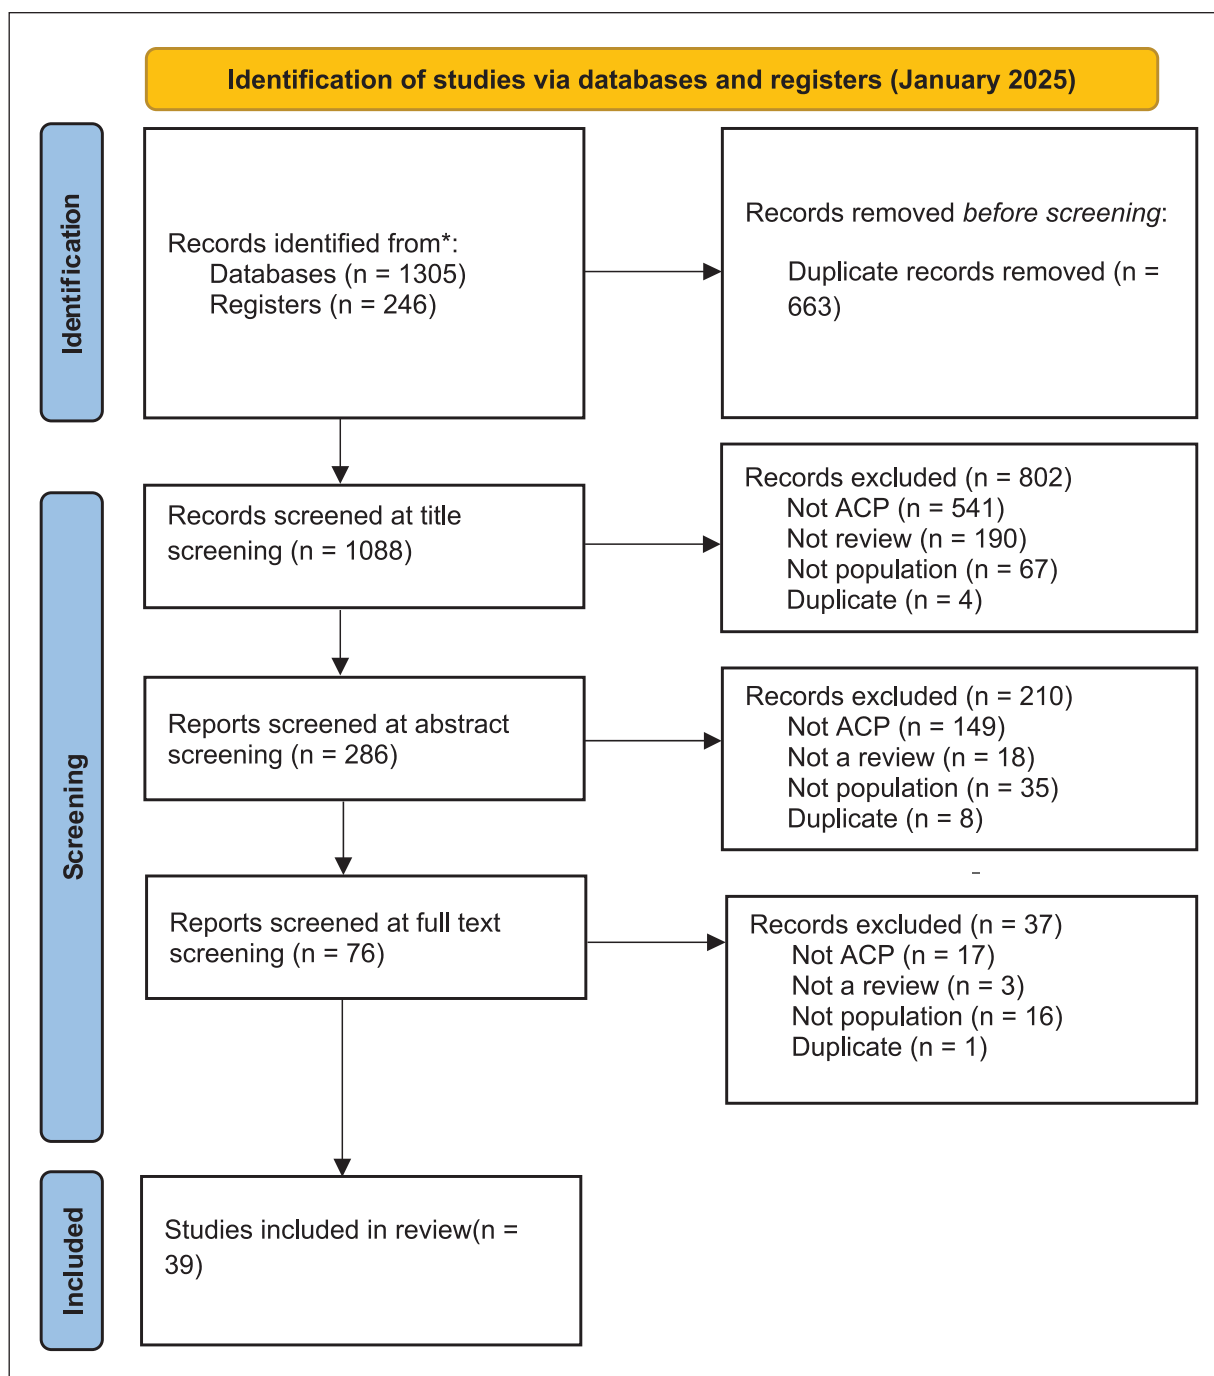 Identification of studies via databases and registers (January 2025)
Identification
Records identified from*:
Databases (n = 1305)
Registers (n = 246)
Records removed before screening:
Duplicate records removed (n =
663)
Screening
Records screened at title
screening (n = 1088)
Records excluded (n = 802)
Not ACP (n = 541)
Not review (n = 190)
Not population (n = 67)
Duplicate (n = 4)
Reports screened at abstract
screening (n = 286)
Records excluded (n = 210)
Not ACP (n = 149)
Not a review (n = 18)
Not population (n = 35)
Duplicate (n = 8)
Reports screened at full text
screening (n = 76)
Records excluded (n = 37)
Not ACP (n = 17)
Not a review (n = 3)
Not population (n = 16)
Duplicate (n = 1)
Included
Studies included in review(n =
39)